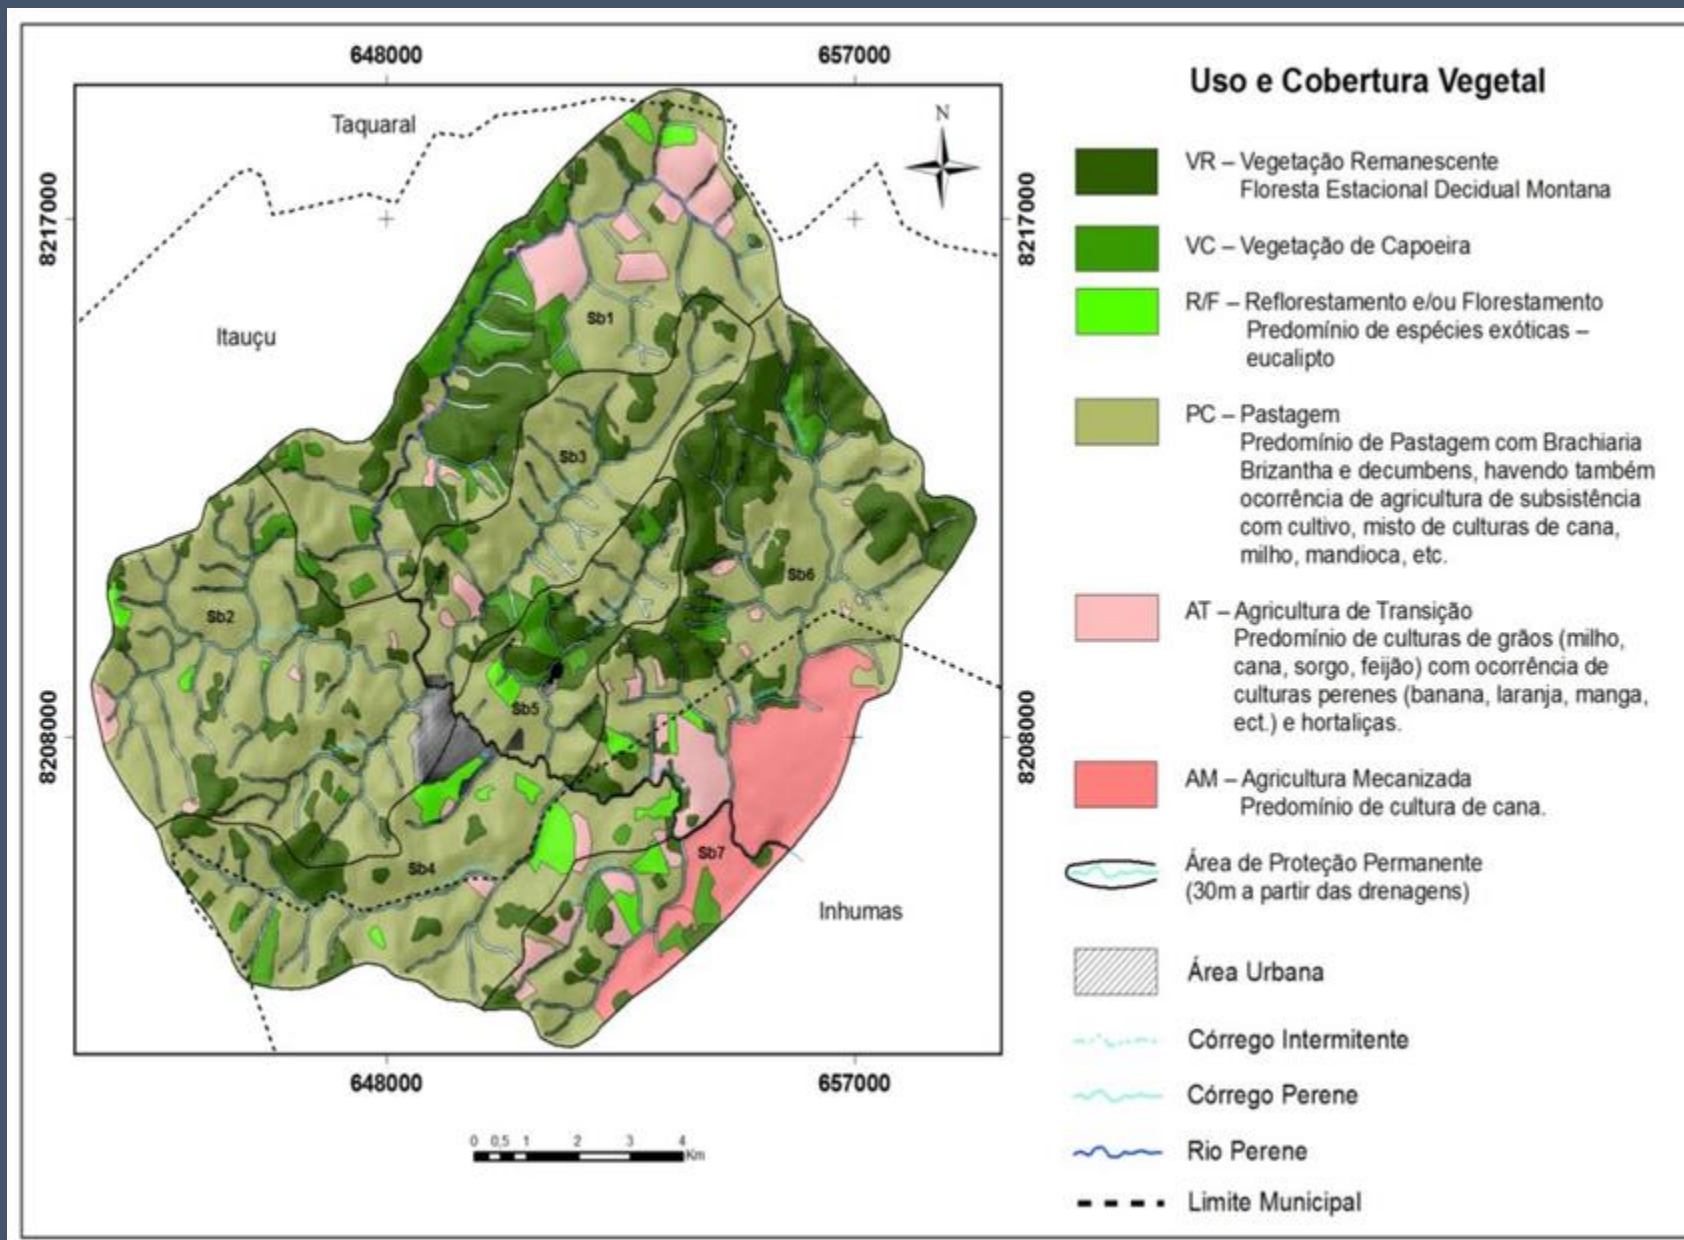 648000
657000
Taquaral
N
8217000
8217000
Itauçu
Sb1
Sb3
Sb6
Sb2
Sb5
8208000
8208000
Sb4
Sb7
Inhumas
648000
657000
0 0,5 1 2 3 4
Km
Uso e Cobertura Vegetal
VR – Vegetação Remanescente
Floresta Estacional Decidual Montana
VC – Vegetação de Capoeira
R/F – Reflorestamento e/ou Florestamento
Predomínio de espécies exóticas –
eucalipto
PC – Pastagem
Predomínio de Pastagem com Brachiaria
Brizantha e decumbens, havendo também
ocorrência de agricultura de subsistência
com cultivo, misto de culturas de cana,
milho, mandioca, etc.
AT – Agricultura de Transição
Predomínio de culturas de grãos (milho,
cana, sorgo, feijão) com ocorrência de
culturas perenes (banana, laranja, manga,
ect.) e hortaliças.
AM – Agricultura Mecanizada
Predomínio de cultura de cana.
Área de Proteção Permanente
(30m a partir das drenagens)
Área Urbana
Córrego Intermitente
Córrego Perene
Rio Perene
Limite Municipal